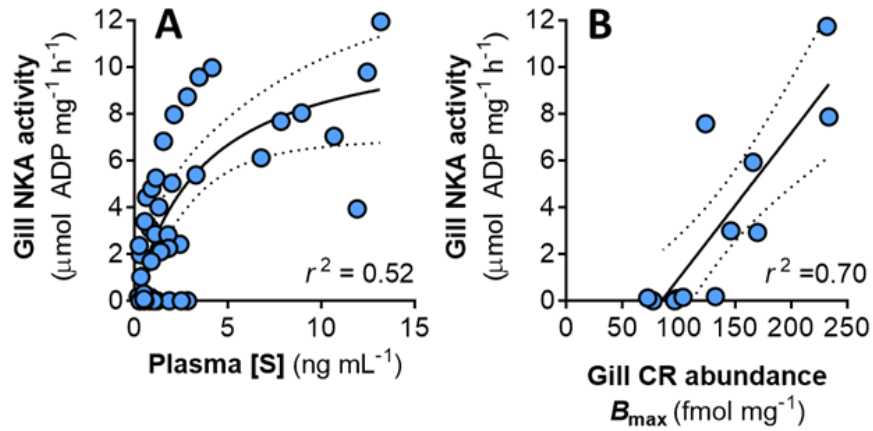 A
Gill NKA activity
(μmol ADP mg⁻¹ h⁻¹)
12
10
8
6
4
2
0
r² = 0.52
0 5 10 15
Plasma [S] (ng mL⁻¹)
B
Gill NKA activity
(μmol ADP mg⁻¹ h⁻¹)
12
10
8
6
4
2
0
r² =0.70
0 50 100 150 200 250
Gill CR abundance
Bmax (fmol mg⁻¹)